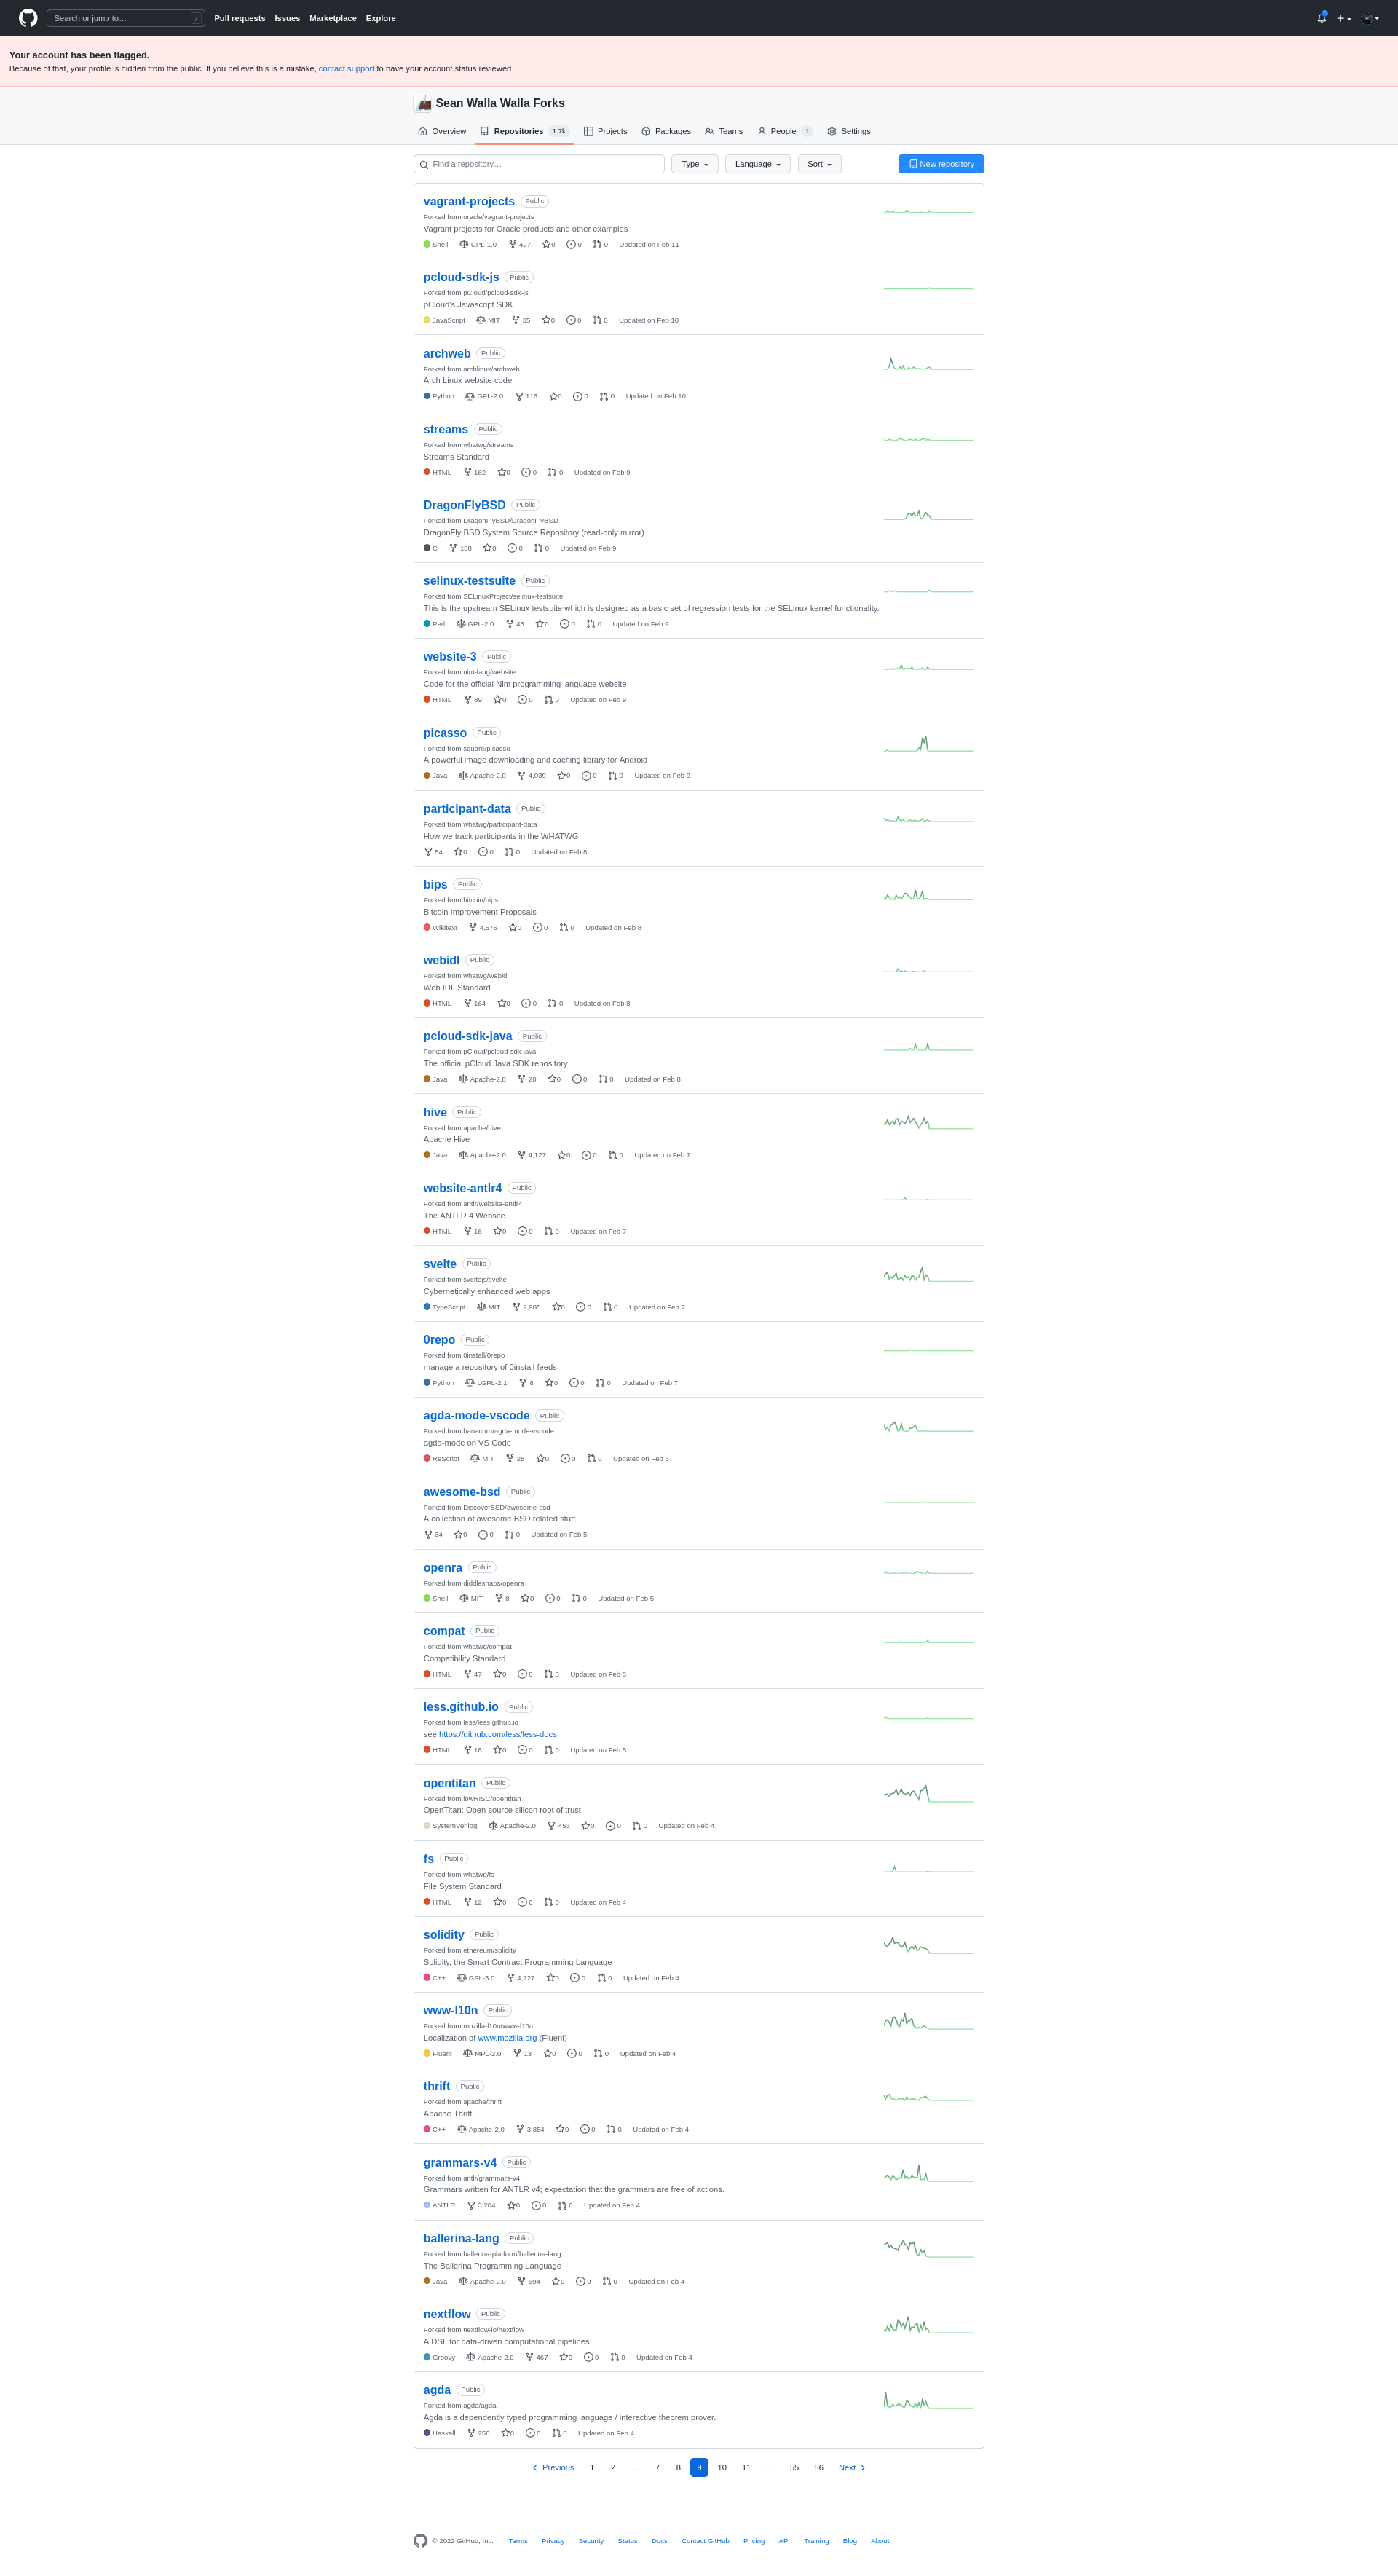 Search or jump to… /
Pull requests Issues Marketplace Explore
Your account has been flagged.
Because of that, your profile is hidden from the public. If you believe this is a mistake, contact support to have your account status reviewed.
Sean Walla Walla Forks
Overview Repositories 1.7k Projects Packages Teams People 1 Settings
Find a repository… Type Language Sort New repository
vagrant-projects Public
Forked from oracle/vagrant-projects
Vagrant projects for Oracle products and other examples
Shell UPL-1.0 427 0 0 0 Updated on Feb 11
pcloud-sdk-js Public
Forked from pCloud/pcloud-sdk-js
pCloud's Javascript SDK
JavaScript MIT 35 0 0 0 Updated on Feb 10
archweb Public
Forked from archlinux/archweb
Arch Linux website code
Python GPL-2.0 116 0 0 0 Updated on Feb 10
streams Public
Forked from whatwg/streams
Streams Standard
HTML 162 0 0 0 Updated on Feb 9
DragonFlyBSD Public
Forked from DragonFlyBSD/DragonFlyBSD
DragonFly BSD System Source Repository (read-only mirror)
C 108 0 0 0 Updated on Feb 9
selinux-testsuite Public
Forked from SELinuxProject/selinux-testsuite
This is the upstream SELinux testsuite which is designed as a basic set of regression tests for the SELinux kernel functionality.
Perl GPL-2.0 45 0 0 0 Updated on Feb 9
website-3 Public
Forked from nim-lang/website
Code for the official Nim programming language website
HTML 89 0 0 0 Updated on Feb 9
picasso Public
Forked from square/picasso
A powerful image downloading and caching library for Android
Java Apache-2.0 4,039 0 0 0 Updated on Feb 9
participant-data Public
Forked from whatwg/participant-data
How we track participants in the WHATWG
54 0 0 0 Updated on Feb 8
bips Public
Forked from bitcoin/bips
Bitcoin Improvement Proposals
Wikitext 4,576 0 0 0 Updated on Feb 8
webidl Public
Forked from whatwg/webidl
Web IDL Standard
HTML 164 0 0 0 Updated on Feb 8
pcloud-sdk-java Public
Forked from pCloud/pcloud-sdk-java
The official pCloud Java SDK repository
Java Apache-2.0 20 0 0 0 Updated on Feb 8
hive Public
Forked from apache/hive
Apache Hive
Java Apache-2.0 4,127 0 0 0 Updated on Feb 7
website-antlr4 Public
Forked from antlr/website-antlr4
The ANTLR 4 Website
HTML 16 0 0 0 Updated on Feb 7
svelte Public
Forked from sveltejs/svelte
Cybernetically enhanced web apps
TypeScript MIT 2,985 0 0 0 Updated on Feb 7
0repo Public
Forked from 0install/0repo
manage a repository of 0install feeds
Python LGPL-2.1 8 0 0 0 Updated on Feb 7
agda-mode-vscode Public
Forked from banacorn/agda-mode-vscode
agda-mode on VS Code
ReScript MIT 28 0 0 0 Updated on Feb 6
awesome-bsd Public
Forked from DiscoverBSD/awesome-bsd
A collection of awesome BSD related stuff
34 0 0 0 Updated on Feb 5
openra Public
Forked from diddlesnaps/openra
Shell MIT 8 0 0 0 Updated on Feb 5
compat Public
Forked from whatwg/compat
Compatibility Standard
HTML 47 0 0 0 Updated on Feb 5
less.github.io Public
Forked from less/less.github.io
see https://github.com/less/less-docs
HTML 18 0 0 0 Updated on Feb 5
opentitan Public
Forked from lowRISC/opentitan
OpenTitan: Open source silicon root of trust
SystemVerilog Apache-2.0 453 0 0 0 Updated on Feb 4
fs Public
Forked from whatwg/fs
File System Standard
HTML 12 0 0 0 Updated on Feb 4
solidity Public
Forked from ethereum/solidity
Solidity, the Smart Contract Programming Language
C++ GPL-3.0 4,227 0 0 0 Updated on Feb 4
www-l10n Public
Forked from mozilla-l10n/www-l10n
Localization of www.mozilla.org (Fluent)
Fluent MPL-2.0 13 0 0 0 Updated on Feb 4
thrift Public
Forked from apache/thrift
Apache Thrift
C++ Apache-2.0 3,854 0 0 0 Updated on Feb 4
grammars-v4 Public
Forked from antlr/grammars-v4
Grammars written for ANTLR v4; expectation that the grammars are free of actions.
ANTLR 3,204 0 0 0 Updated on Feb 4
ballerina-lang Public
Forked from ballerina-platform/ballerina-lang
The Ballerina Programming Language
Java Apache-2.0 694 0 0 0 Updated on Feb 4
nextflow Public
Forked from nextflow-io/nextflow
A DSL for data-driven computational pipelines
Groovy Apache-2.0 467 0 0 0 Updated on Feb 4
agda Public
Forked from agda/agda
Agda is a dependently typed programming language / interactive theorem prover.
Haskell 250 0 0 0 Updated on Feb 4
Previous 1 2 … 7 8 9 10 11 … 55 56 Next
© 2022 GitHub, Inc. Terms Privacy Security Status Docs Contact GitHub Pricing API Training Blog About